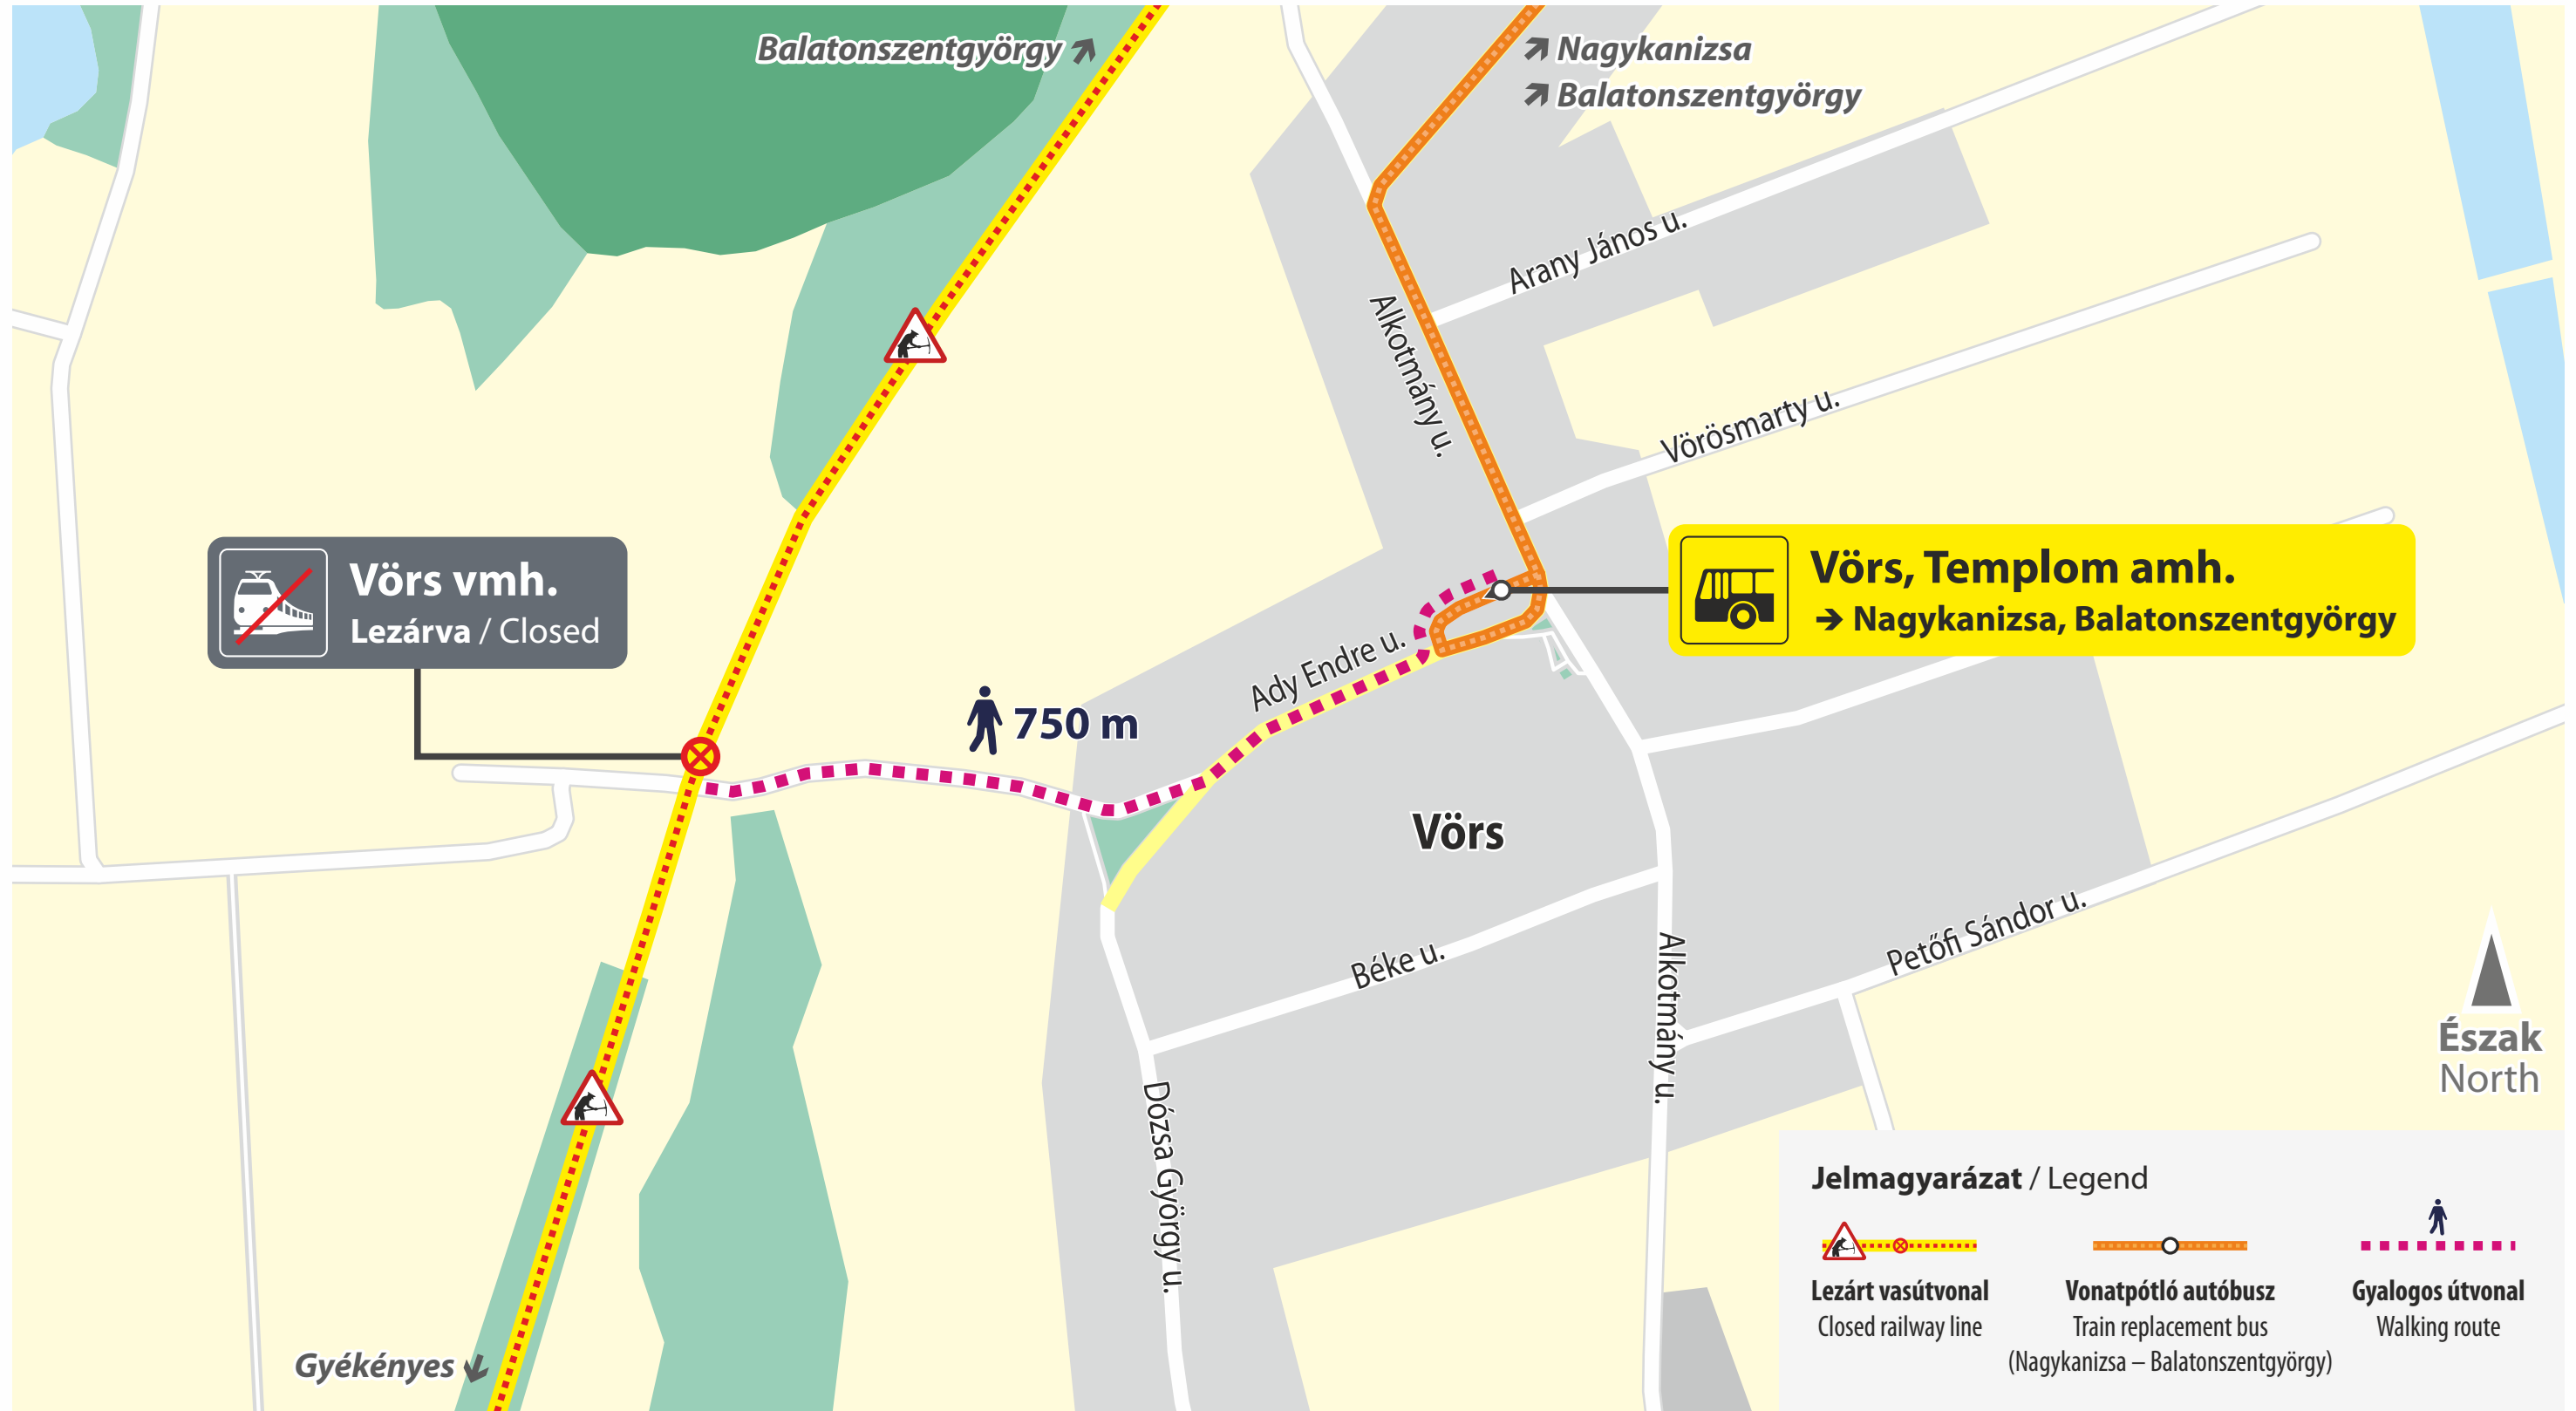 Balatonszentgyörgy
Nagykanizsa
Balatonszentgyörgy
Arany János u.
Alkotmány u.
Vörösmarty u.
Vörs vmh.
Lezárva / Closed
Vörs, Templom amh.
➔ Nagykanizsa, Balatonszentgyörgy
Ady Endre u.
750 m
Vörs
Béke u.
Alkotmány u.
Petőfi Sándor u.
Dózsa György u.
Észak
North
Gyékényes
Jelmagyarázat / Legend
Lezárt vasútvonal
Closed railway line
Vonatpótló autóbusz
Train replacement bus
(Nagykanizsa – Balatonszentgyörgy)
Gyalogos útvonal
Walking route